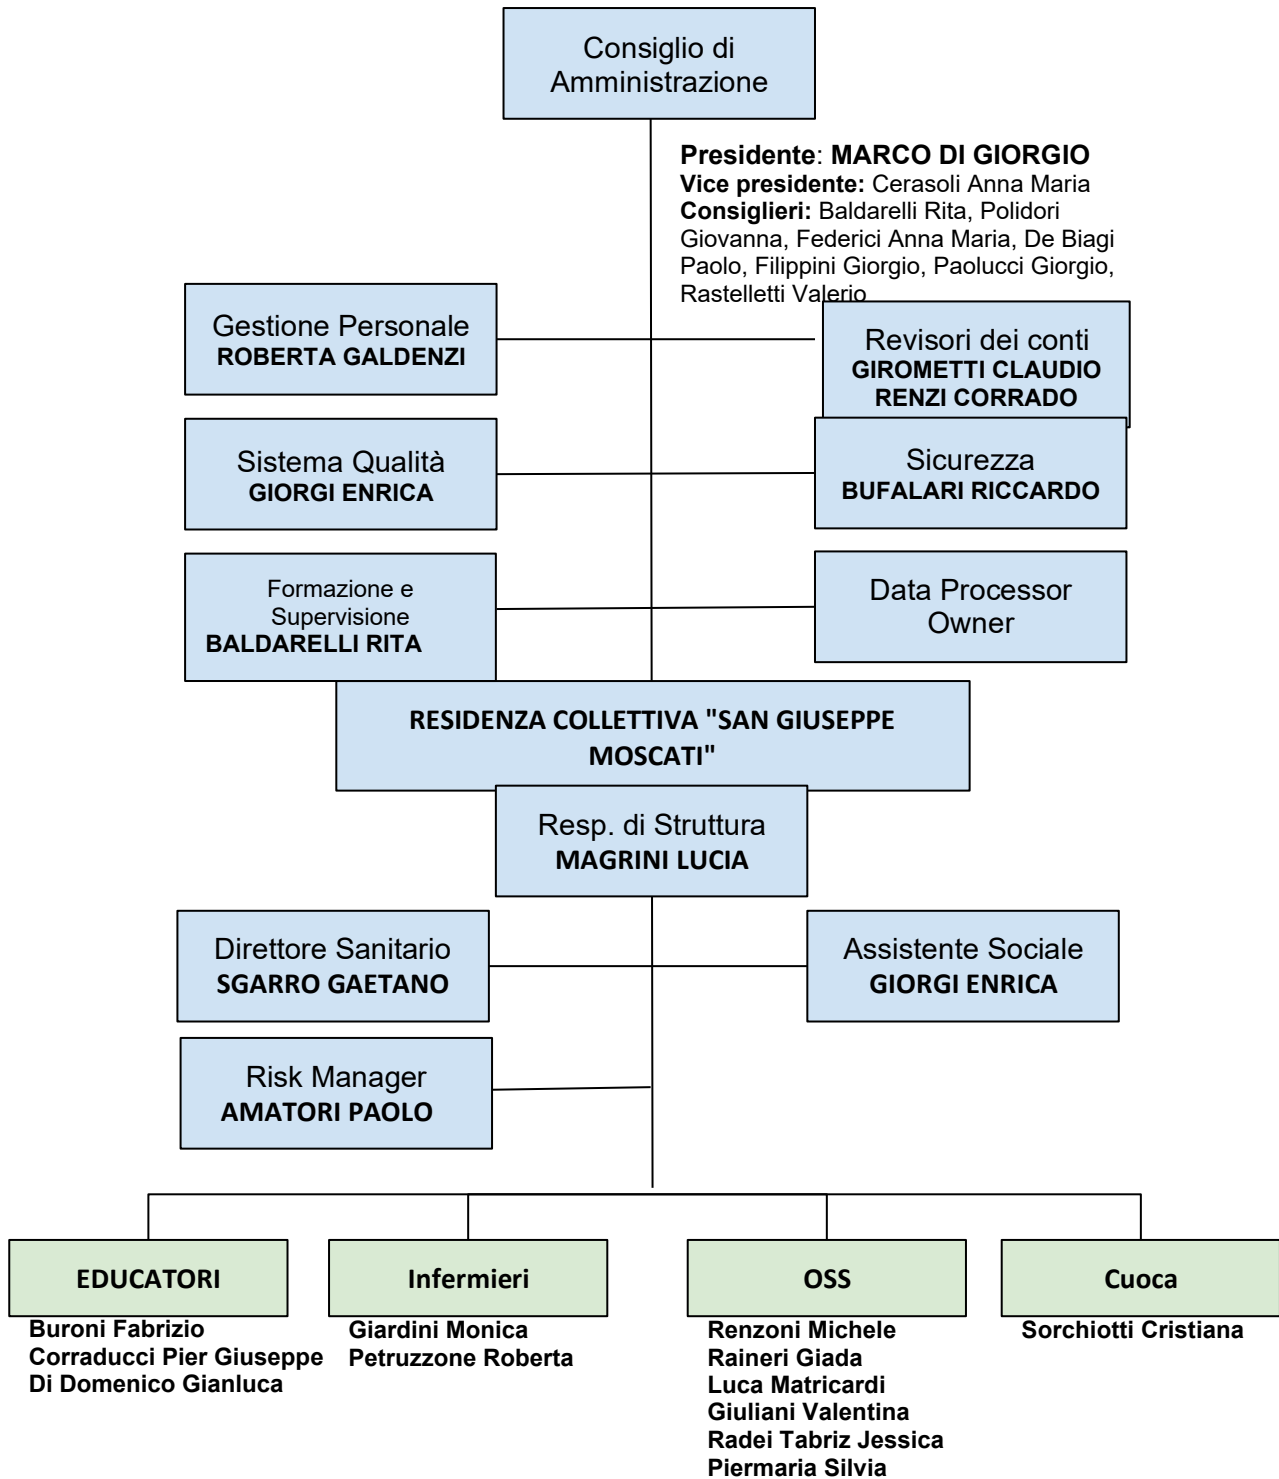 Consiglio di
Amministrazione
Presidente: MARCO DI GIORGIO
Vice presidente: Cerasoli Anna Maria
Consiglieri: Baldarelli Rita, Polidori
Giovanna, Federici Anna Maria, De Biagi
Paolo, Filippini Giorgio, Paolucci Giorgio,
Rastelletti Valerio
Gestione Personale
ROBERTA GALDENZI
Revisori dei conti
GIROMETTI CLAUDIO
RENZI CORRADO
Sistema Qualità
GIORGI ENRICA
Sicurezza
BUFALARI RICCARDO
Formazione e
Supervisione
BALDARELLI RITA
Data Processor
Owner
RESIDENZA COLLETTIVA "SAN GIUSEPPE
MOSCATI"
Resp. di Struttura
MAGRINI LUCIA
Direttore Sanitario
SGARRO GAETANO
Assistente Sociale
GIORGI ENRICA
Risk Manager
AMATORI PAOLO
EDUCATORI
Buroni Fabrizio
Corraducci Pier Giuseppe
Di Domenico Gianluca
Infermieri
Giardini Monica
Petruzzone Roberta
OSS
Renzoni Michele
Raineri Giada
Luca Matricardi
Giuliani Valentina
Radei Tabriz Jessica
Piermaria Silvia
Cuoca
Sorchiotti Cristiana